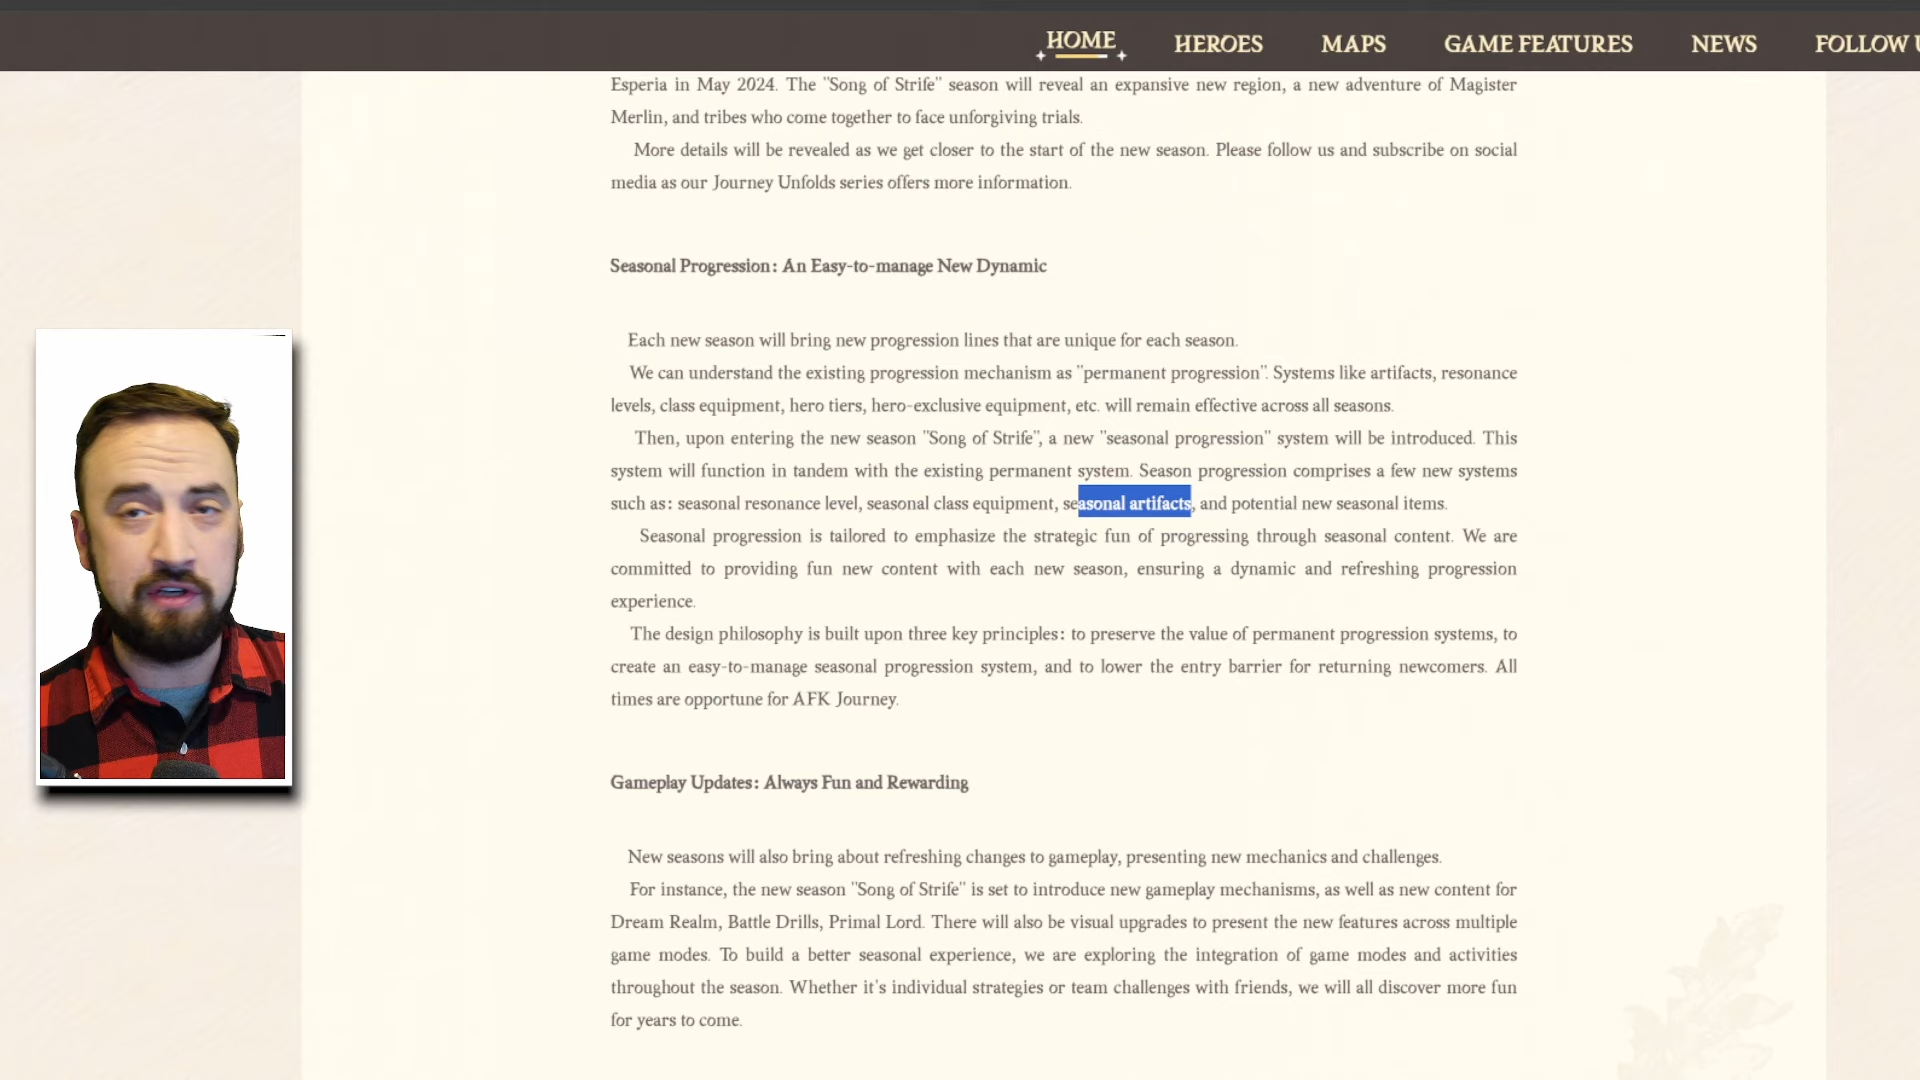 HOME HEROES MAPS GAME FEATURES NEWS FOLLOW U
Esperia in May 2024. The "Song of Strife" season will reveal an expansive new region, a new adventure of Magister
Merlin, and tribes who come together to face unforgiving trials.
More details will be revealed as we get closer to the start of the new season. Please follow us and subscribe on social
media as our Journey Unfolds series offers more information.
Seasonal Progression: An Easy-to-manage New Dynamic
Each new season will bring new progression lines that are unique for each season.
We can understand the existing progression mechanism as "permanent progression". Systems like artifacts, resonance
levels, class equipment, hero tiers, hero-exclusive equipment, etc. will remain effective across all seasons.
Then, upon entering the new season "Song of Strife", a new "seasonal progression" system will be introduced. This
system will function in tandem with the existing permanent system. Season progression comprises a few new systems
such as: seasonal resonance level, seasonal class equipment, seasonal artifacts, and potential new seasonal items.
Seasonal progression is tailored to emphasize the strategic fun of progressing through seasonal content. We are
committed to providing fun new content with each new season, ensuring a dynamic and refreshing progression
experience.
The design philosophy is built upon three key principles: to preserve the value of permanent progression systems, to
create an easy-to-manage seasonal progression system, and to lower the entry barrier for returning newcomers. All
times are opportune for AFK Journey.
Gameplay Updates: Always Fun and Rewarding
New seasons will also bring about refreshing changes to gameplay, presenting new mechanics and challenges.
For instance, the new season "Song of Strife" is set to introduce new gameplay mechanisms, as well as new content for
Dream Realm, Battle Drills, Primal Lord. There will also be visual upgrades to present the new features across multiple
game modes. To build a better seasonal experience, we are exploring the integration of game modes and activities
throughout the season. Whether it's individual strategies or team challenges with friends, we will all discover more fun
for years to come.